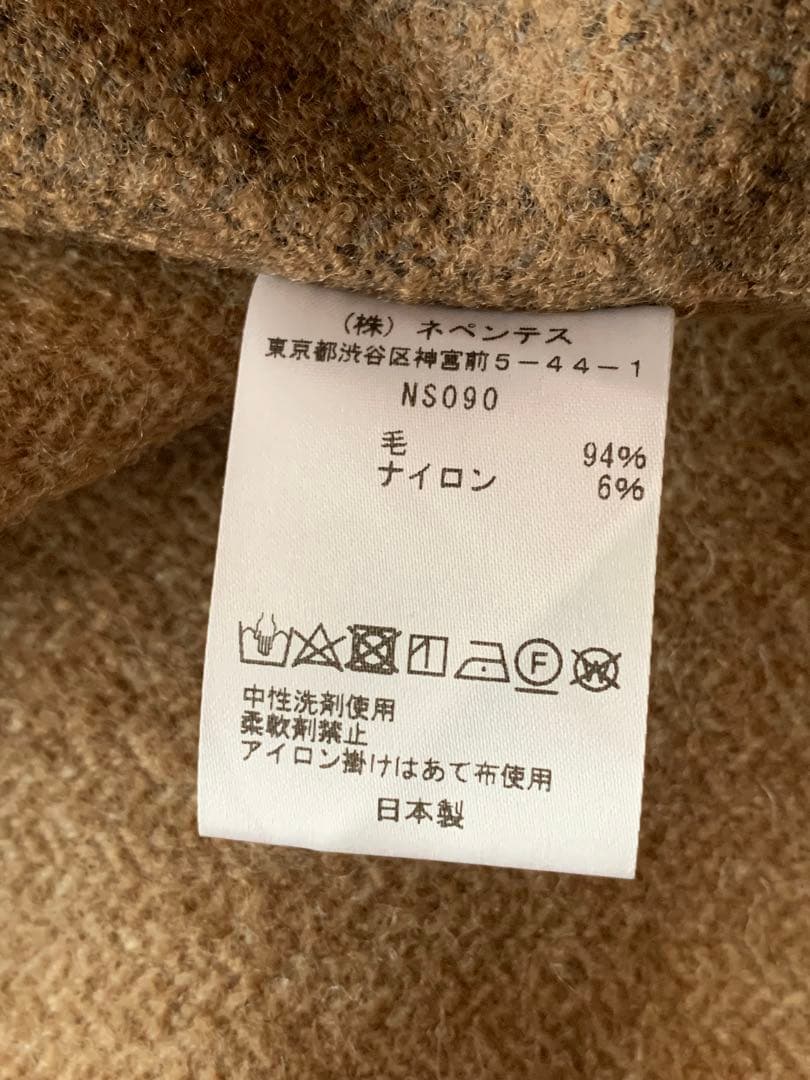 （株）ネペンテス
東京都渋谷区神宮前５－４４－１
NS090
毛 94%
ナイロン 6%
F W
中性洗剤使用
柔軟剤禁止
アイロン掛けはあて布使用
日本製